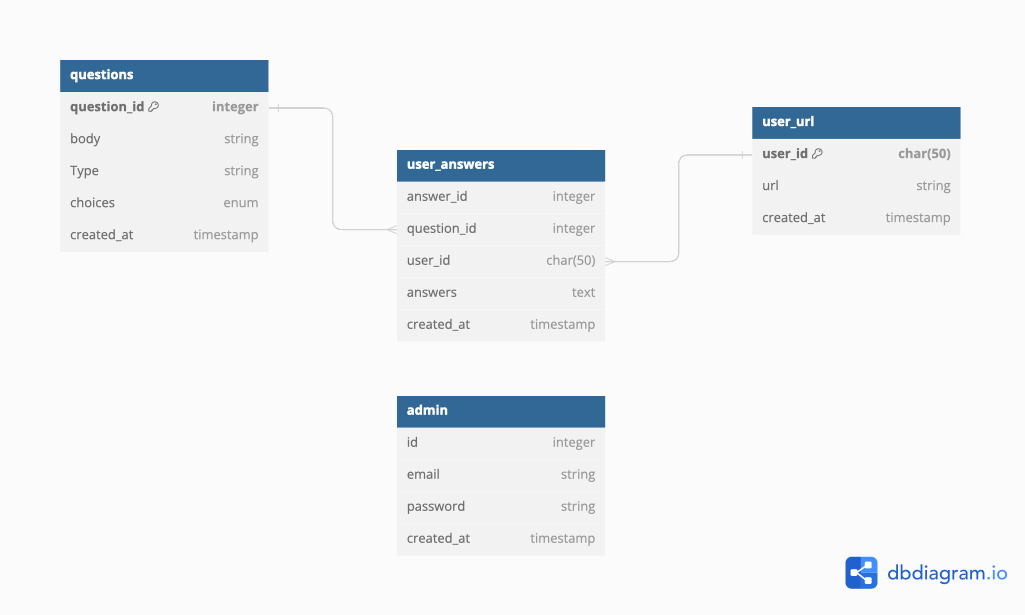 questions
question_id integer
body string
Type string
choices enum
created_at timestamp
user_answers
answer_id integer
question_id integer
user_id char(50)
answers text
created_at timestamp
user_url
user_id char(50)
url string
created_at timestamp
admin
id integer
email string
password string
created_at timestamp
dbdiagram.io